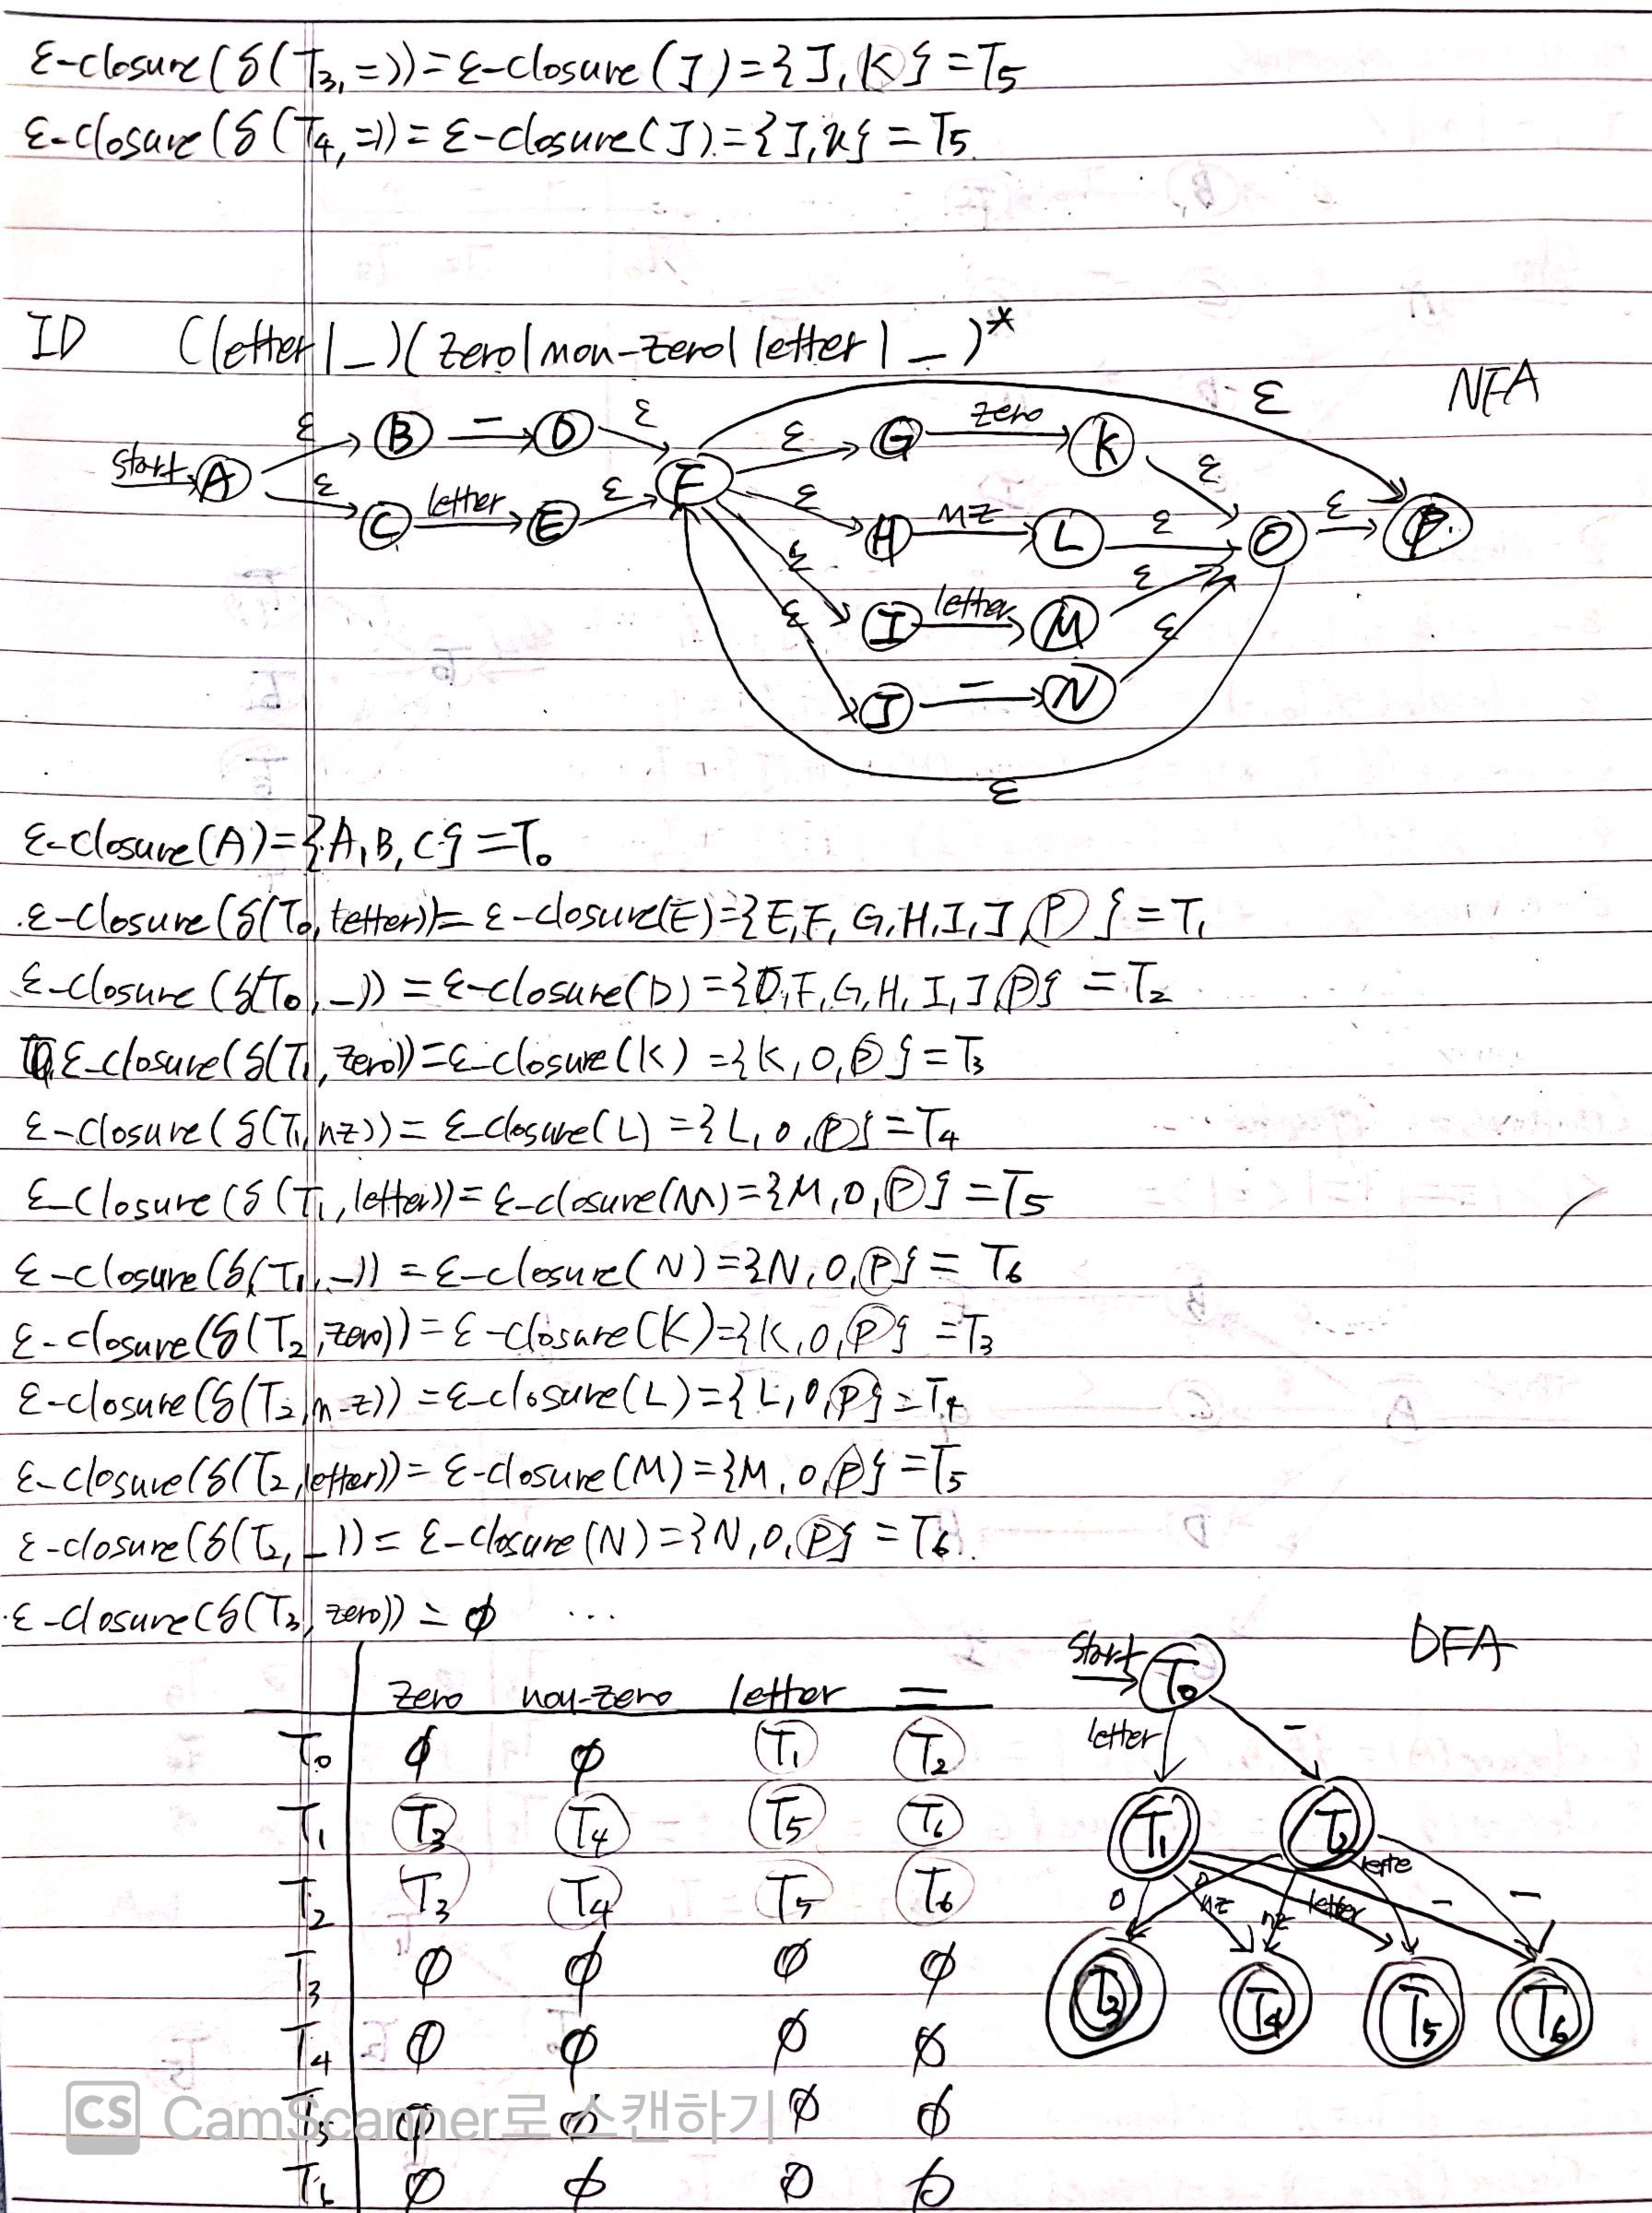 ε-closure(δ(T3,=))=ε-closure(J)={J,K}=T5
ε-closure(δ(T4,=))=ε-closure(J)={J,K}=T5
ID (letter|_)(zero|non-zero|letter|_)*
NFA
start A ε B _ D ε F ε G zero K ε O ε P ε
ε C letter E ε ε H nz L ε
ε I letter M ε
ε J _ N ε
ε
ε-closure(A)={A,B,C}=T0
ε-closure(δ(T0,letter))=ε-closure(E)={E,F,G,H,I,J,P}=T1
ε-closure(δ(T0,_))=ε-closure(D)={D,F,G,H,I,J,P}=T2
ε-closure(δ(T1,zero))=ε-closure(K)={K,O,P}=T3
ε-closure(δ(T1,nz))=ε-closure(L)={L,O,P}=T4
ε-closure(δ(T1,letter))=ε-closure(M)={M,O,P}=T5
ε-closure(δ(T1,_))=ε-closure(N)={N,O,P}=T6
ε-closure(δ(T2,zero))=ε-closure(K)={K,O,P}=T3
ε-closure(δ(T2,n-z))=ε-closure(L)={L,O,P}=T4
ε-closure(δ(T2,letter))=ε-closure(M)={M,O,P}=T5
ε-closure(δ(T2,_))=ε-closure(N)={N,O,P}=T6
ε-closure(δ(T3,zero))=ϕ ...
zero non-zero letter _
T0 ϕ ϕ T1 T2
T1 T3 T4 T5 T6
T2 T3 T4 T5 T6
T3 ϕ ϕ ϕ ϕ
T4 ϕ ϕ ϕ ϕ
T5 ϕ ϕ ϕ ϕ
T6 ϕ ϕ ϕ ϕ
DFA
start T0
letter _
T1 T2
0 nz nz letter _ _
T3 T4 T5 T6
CS CamScanner로 스캔하기